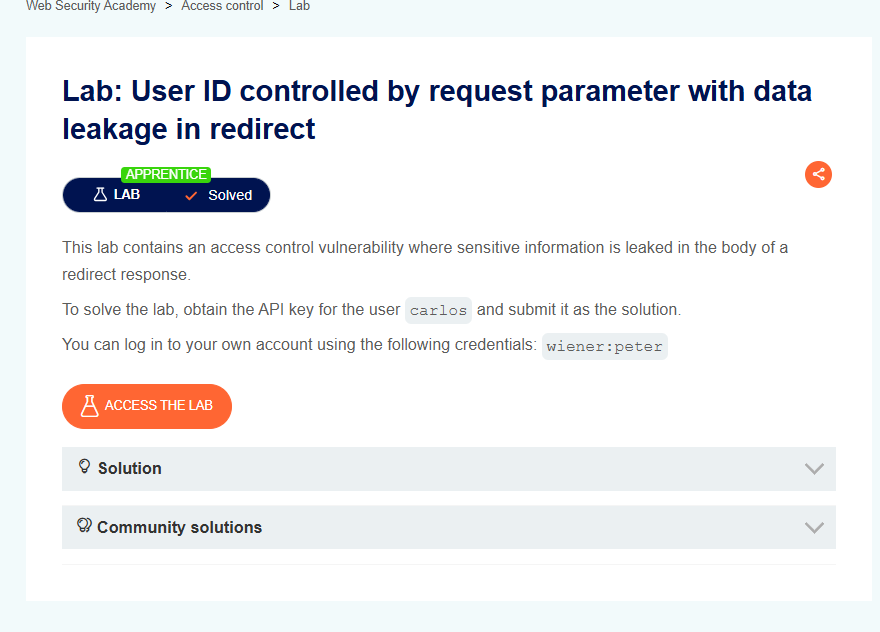 Web Security Academy > Access control > Lab
Lab: User ID controlled by request parameter with data
leakage in redirect
APPRENTICE
LAB Solved
This lab contains an access control vulnerability where sensitive information is leaked in the body of a
redirect response.
To solve the lab, obtain the API key for the user carlos and submit it as the solution.
You can log in to your own account using the following credentials: wiener:peter
ACCESS THE LAB
Solution
Community solutions